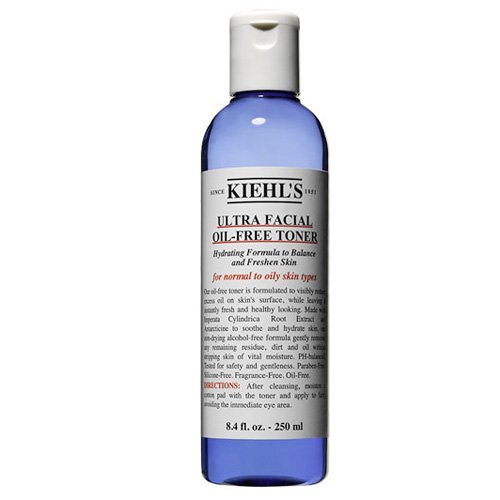 SINCE KIEHL'S 1851
ULTRA FACIAL
OIL-FREE TONER
Hydrating Formula to Balance
and Freshen Skin
for normal to oily skin types
Our oil-free toner is formulated to visibly
excess oil on skin's surface, while leaving
instantly fresh and healthy looking. Made with
Imperata Cylindrica Root Extract and
Antarcticine to soothe and hydrate skin,
non-drying alcohol-free formula gently removes
any remaining residue, dirt and oil without
stripping skin of vital moisture. PH-balanced.
Tested for safety and gentleness. Paraben-Free.
Silicone-Free. Fragrance-Free. Oil-Free.
DIRECTIONS: After cleansing, moisten a
cotton pad with the toner and apply to face
avoiding the immediate eye area.
8.4 fl. oz. - 250 ml